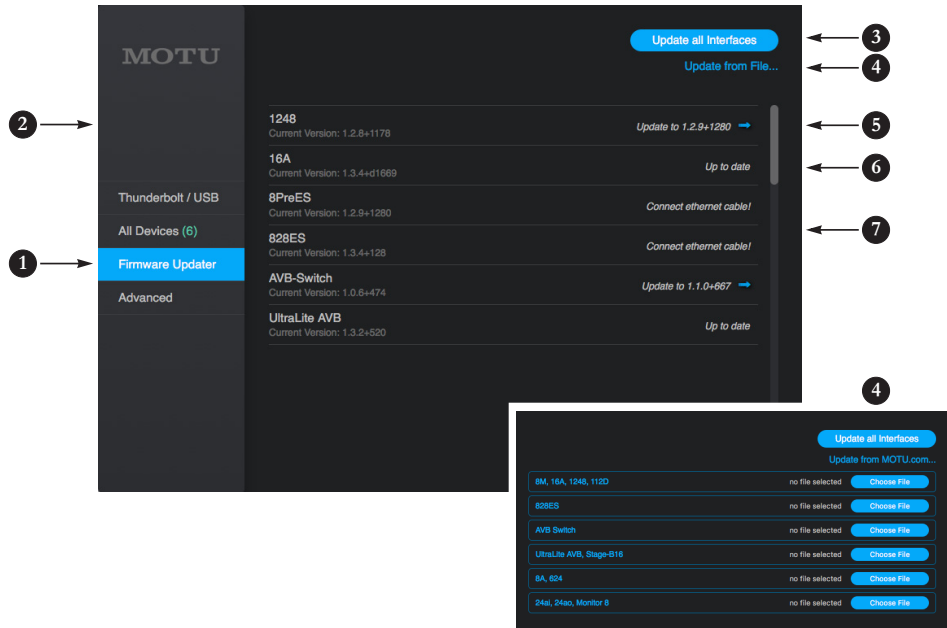 MOTU
Update all Interfaces
3
Update from File...
4
2
1248
Current Version: 1.2.8+1178
Update to 1.2.9+1280
5
16A
Current Version: 1.3.4+d1669
Up to date
6
Thunderbolt / USB
8PreES
Current Version: 1.2.9+1280
Connect ethernet cable!
All Devices (6)
7
828ES
Current Version: 1.3.4+128
Connect ethernet cable!
1
Firmware Updater
AVB-Switch
Current Version: 1.0.6+474
Update to 1.1.0+667
Advanced
UltraLite AVB
Current Version: 1.3.2+520
Up to date
4
Update all Interfaces
Update from MOTU.com...
8M, 16A, 1248, 112D no file selected Choose File
828ES no file selected Choose File
AVB Switch no file selected Choose File
UltraLite AVB, Stage-B16 no file selected Choose File
8A, 624 no file selected Choose File
24ai, 24ao, Monitor 8 no file selected Choose File